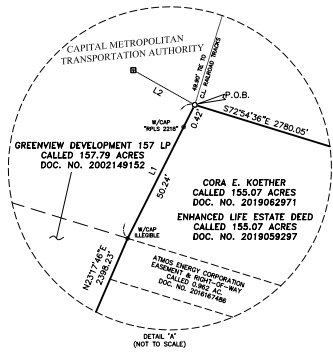 CAPITAL METROPOLITAN
TRANSPORTATION AUTHORITY
49.90' TIE TO
C.L. RAILROAD TRACKS
L2
P.O.B.
S72°54'36"E 2780.05'
0.42'
W/CAP
"RPLS 2218"
GREENVIEW DEVELOPMENT 157 LP
CALLED 157.79 ACRES
DOC. NO. 2002149152
L1
50.24'
CORA E. KOETHER
CALLED 155.07 ACRES
DOC. NO. 2019062971
ENHANCED LIFE ESTATE DEED
CALLED 155.07 ACRES
DOC. NO. 2019059297
W/CAP
ILLEGIBLE
N23°17'46"E
2398.23'
ATMOS ENERGY CORPORATION
EASEMENT & RIGHT-OF-WAY
CALLED 0.962 AC.
DOC. NO. 2016167486
DETAIL "A"
(NOT TO SCALE)